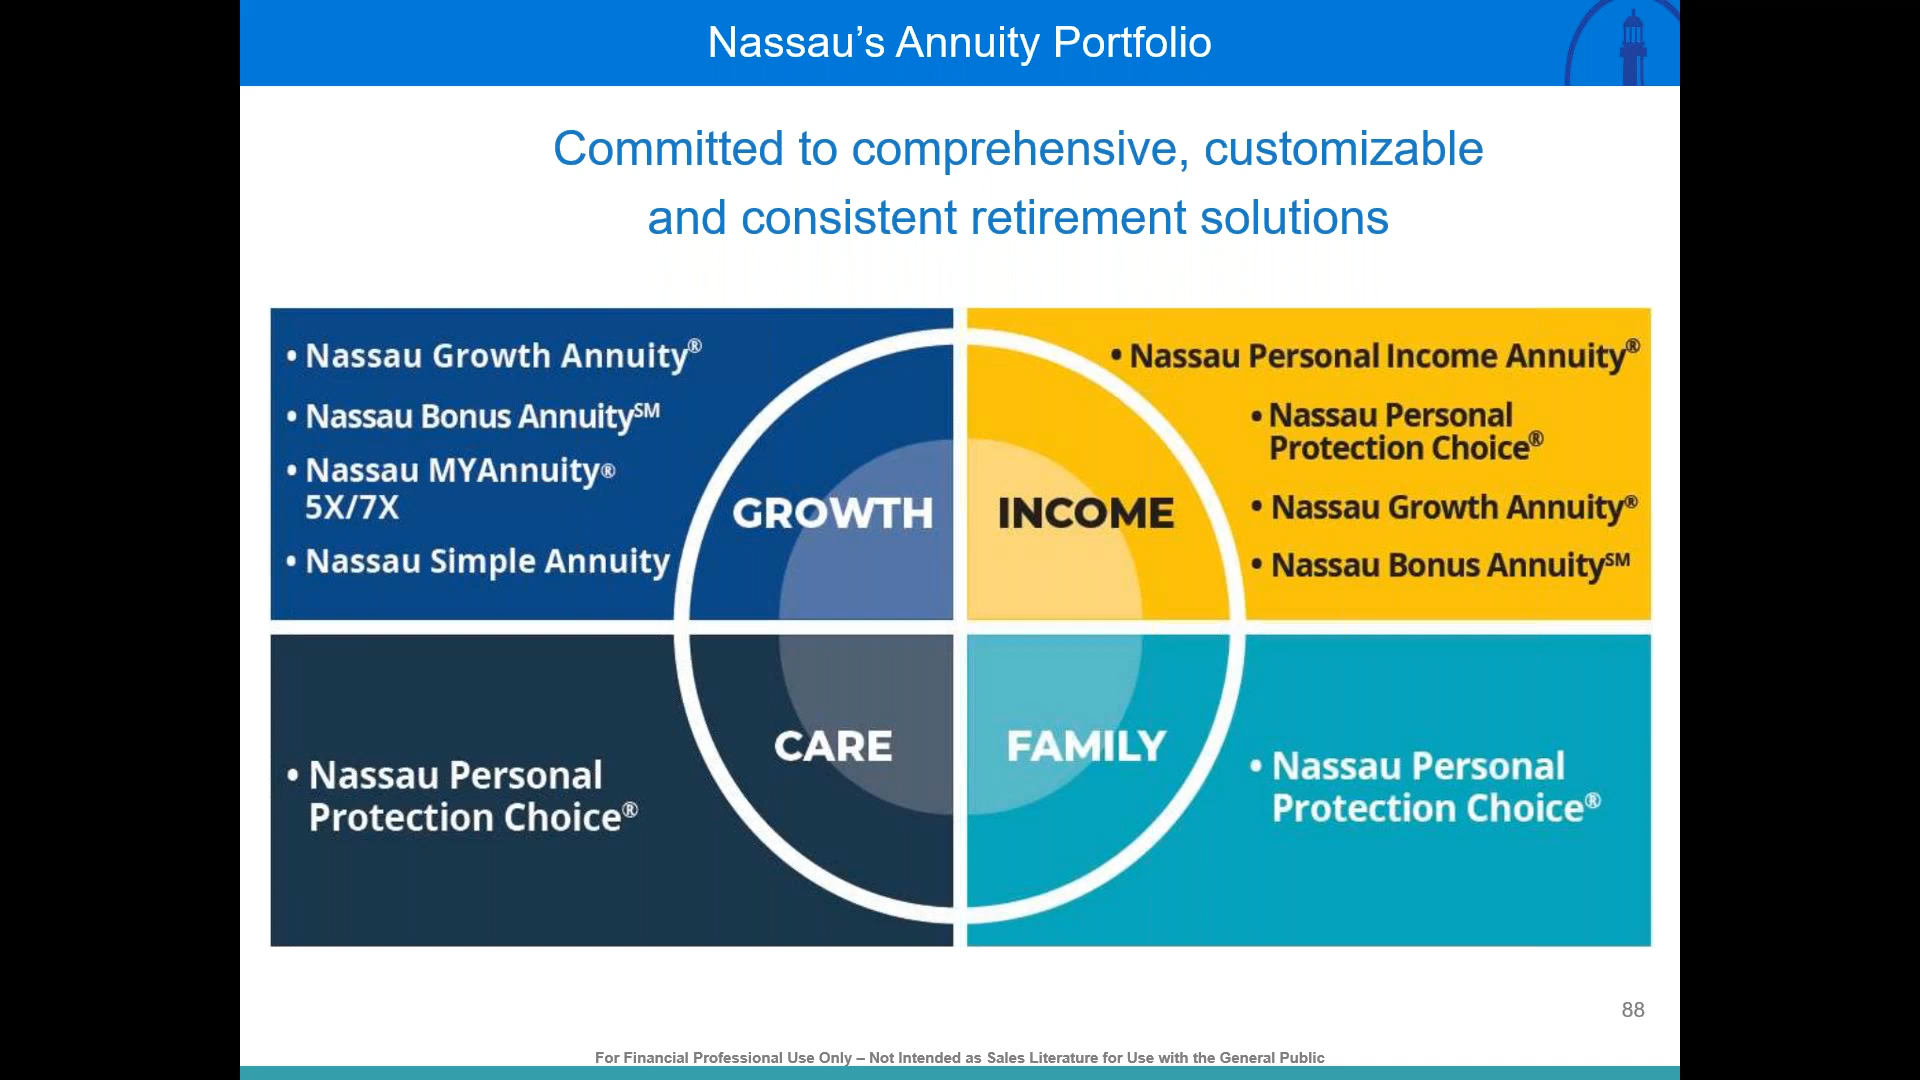 Nassau’s Annuity Portfolio
Committed to comprehensive, customizable
and consistent retirement solutions
• Nassau Growth Annuity®
• Nassau Bonus Annuity℠
• Nassau MYAnnuity®
5X/7X
• Nassau Simple Annuity
GROWTH
• Nassau Personal Income Annuity®
• Nassau Personal
Protection Choice®
• Nassau Growth Annuity®
• Nassau Bonus Annuity℠
INCOME
• Nassau Personal
Protection Choice®
CARE
FAMILY
• Nassau Personal
Protection Choice®
88
For Financial Professional Use Only – Not Intended as Sales Literature for Use with the General Public